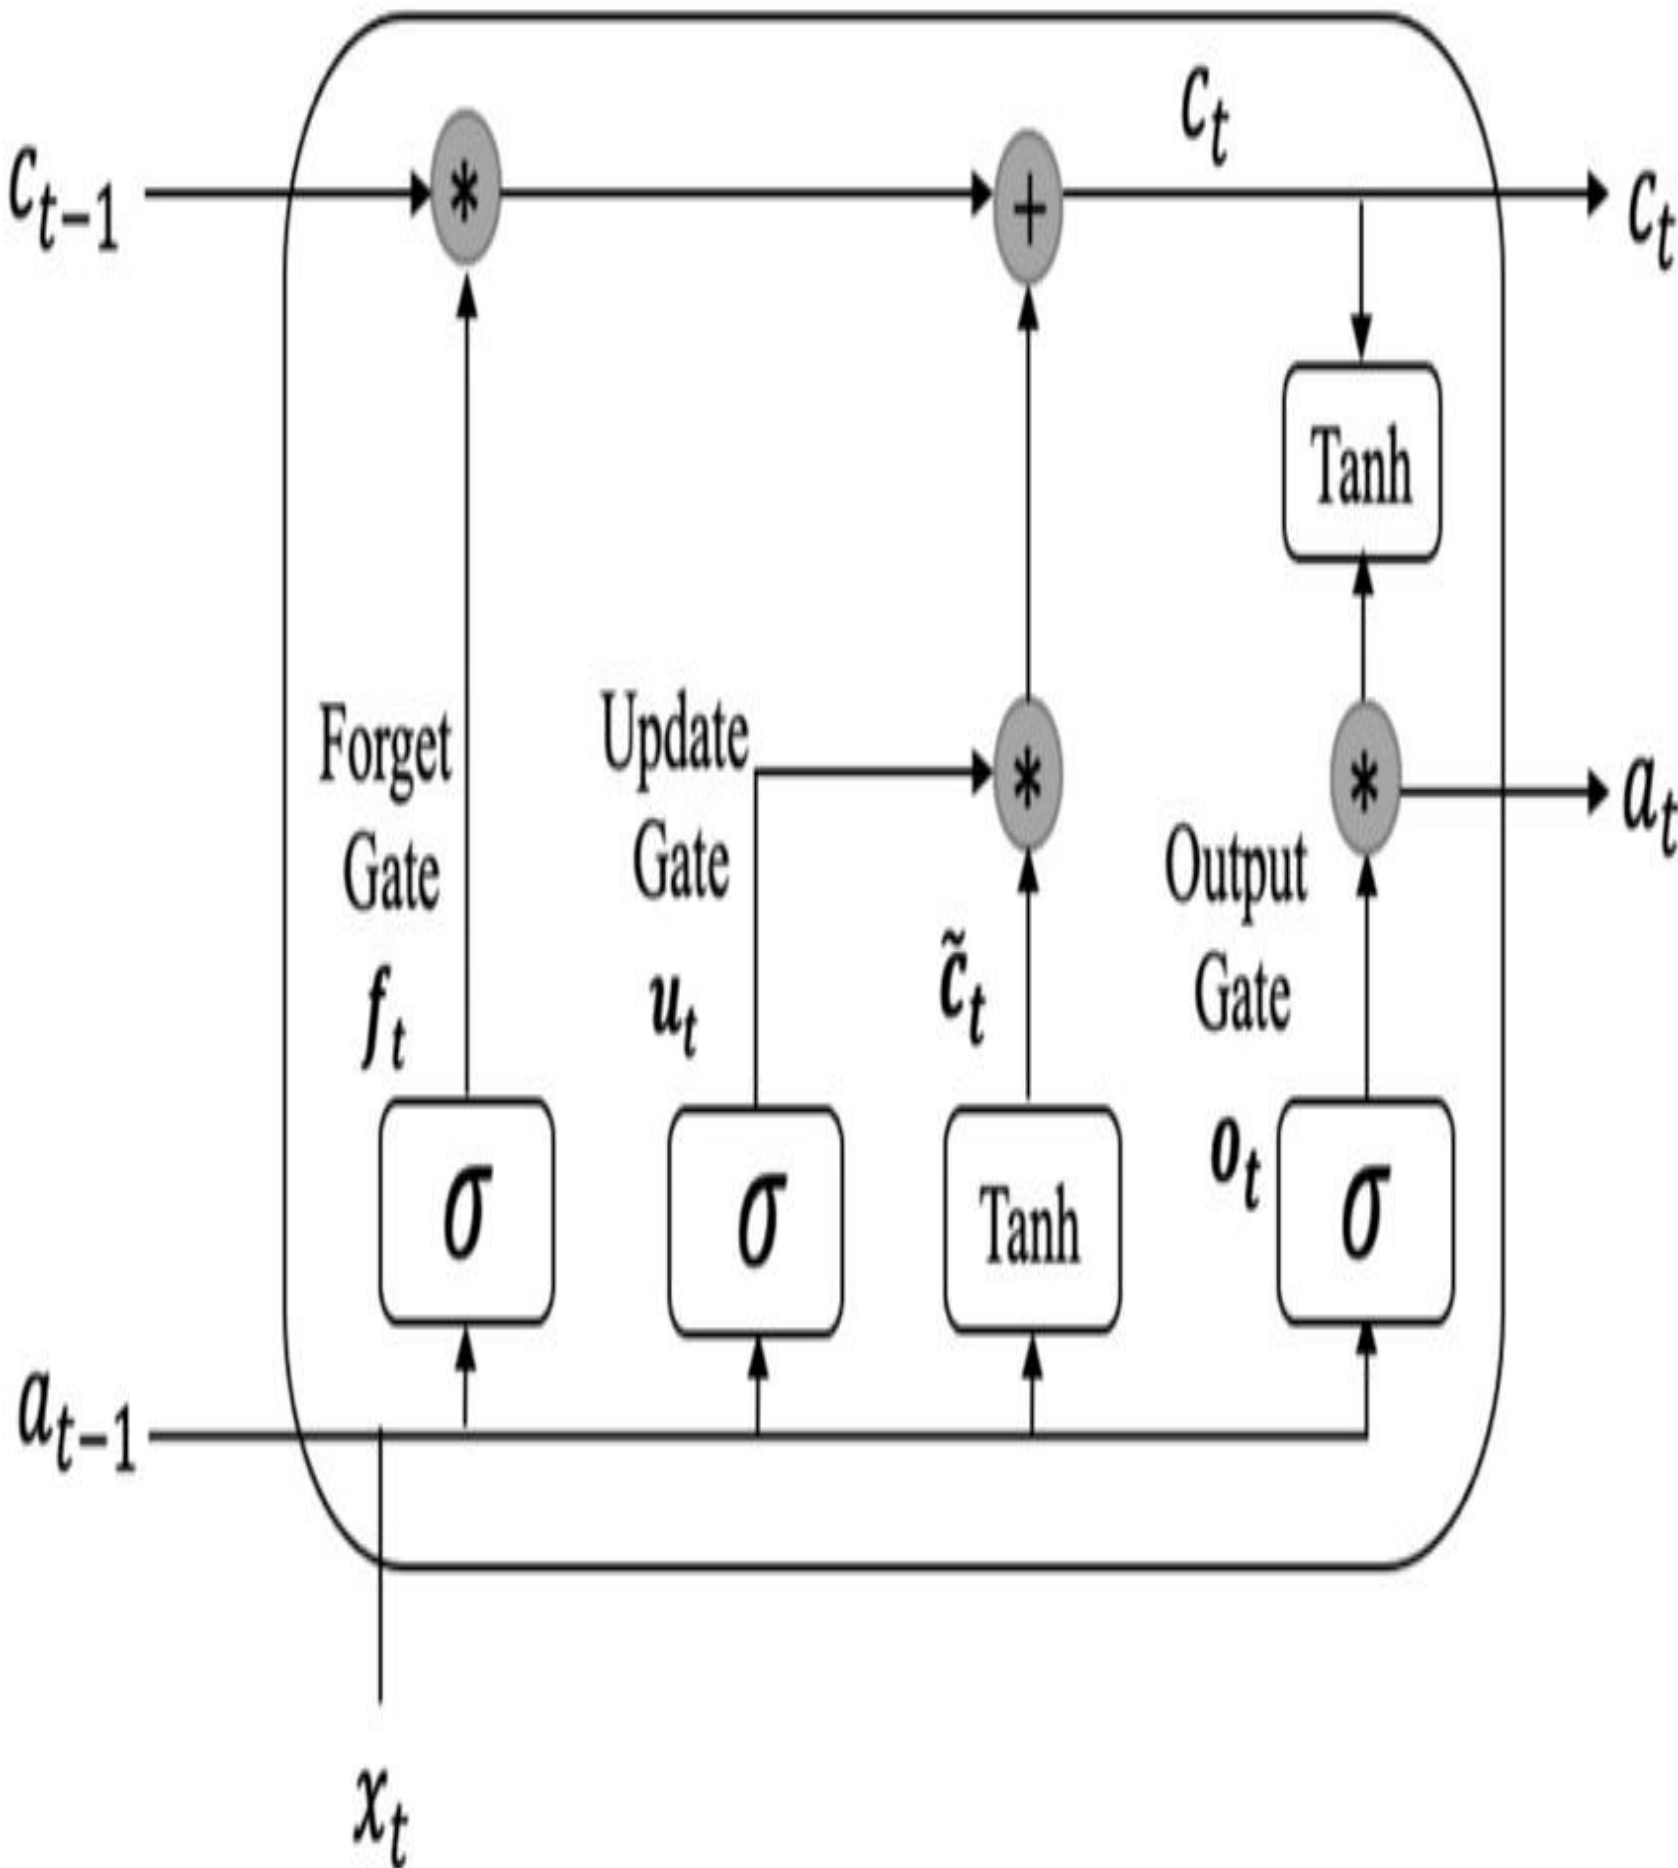 c_t
c_{t-1}
*
+
c_t
Tanh
Forget
Gate
f_t
Update
Gate
u_t
*
c̃_t
*
a_t
Output
Gate
o_t
σ
σ
Tanh
σ
a_{t-1}
x_t